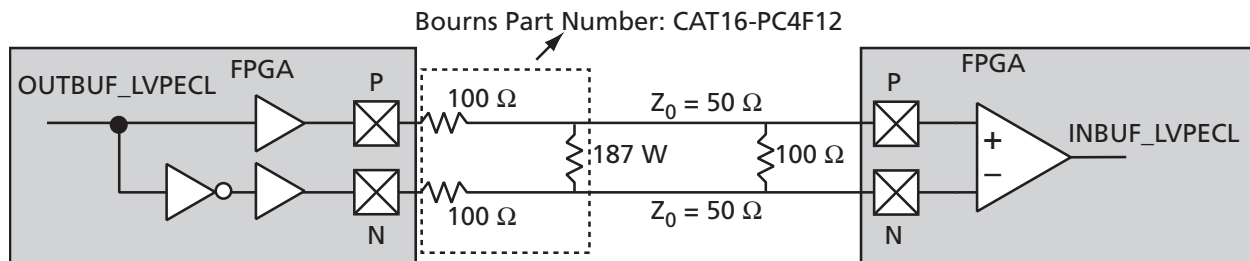 Bourns Part Number: CAT16-PC4F12
OUTBUF_LVPECL
FPGA
P
100 Ω
Z0 = 50 Ω
187 W
100 Ω
100 Ω
N
Z0 = 50 Ω
FPGA
P
+
−
INBUF_LVPECL
N